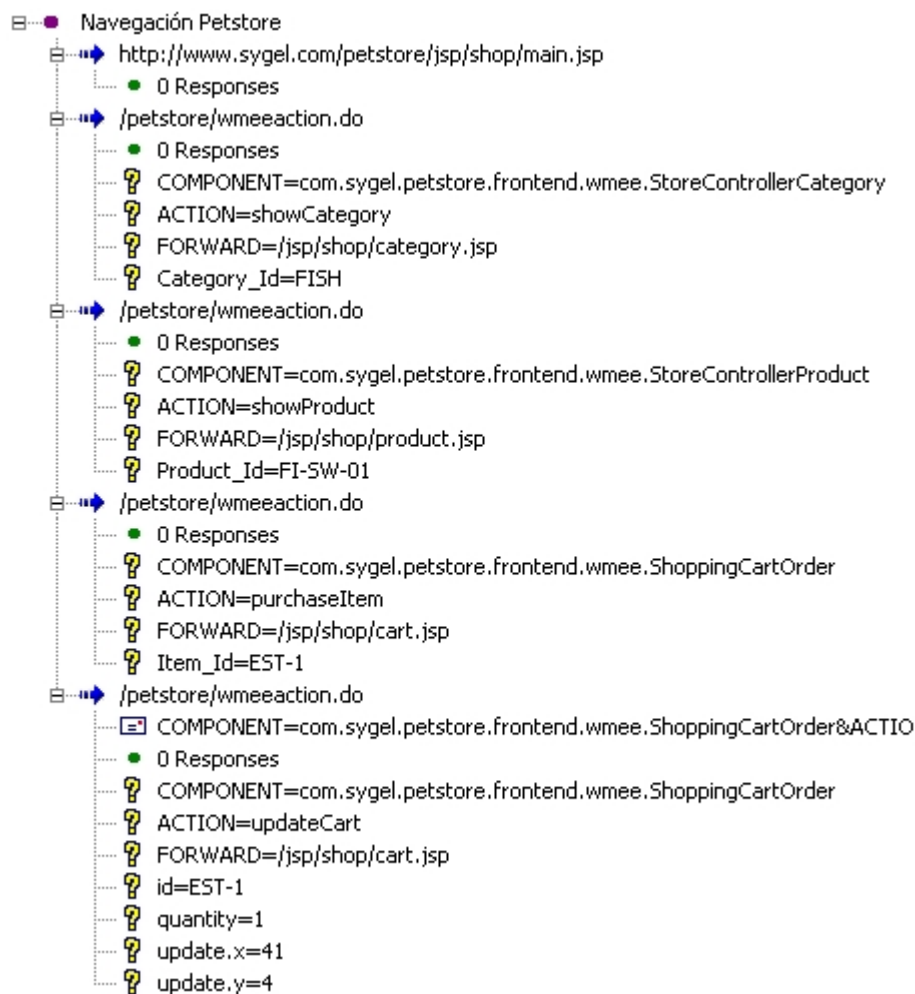 Navegación Petstore
http://www.sygel.com/petstore/jsp/shop/main.jsp
0 Responses
/petstore/wmeeaction.do
0 Responses
COMPONENT=com.sygel.petstore.frontend.wmee.StoreControllerCategory
ACTION=showCategory
FORWARD=/jsp/shop/category.jsp
Category_Id=FISH
/petstore/wmeeaction.do
0 Responses
COMPONENT=com.sygel.petstore.frontend.wmee.StoreControllerProduct
ACTION=showProduct
FORWARD=/jsp/shop/product.jsp
Product_Id=FI-SW-01
/petstore/wmeeaction.do
0 Responses
COMPONENT=com.sygel.petstore.frontend.wmee.ShoppingCartOrder
ACTION=purchaseItem
FORWARD=/jsp/shop/cart.jsp
Item_Id=EST-1
/petstore/wmeeaction.do
COMPONENT=com.sygel.petstore.frontend.wmee.ShoppingCartOrder&ACTIO
0 Responses
COMPONENT=com.sygel.petstore.frontend.wmee.ShoppingCartOrder
ACTION=updateCart
FORWARD=/jsp/shop/cart.jsp
id=EST-1
quantity=1
update.x=41
update.y=4